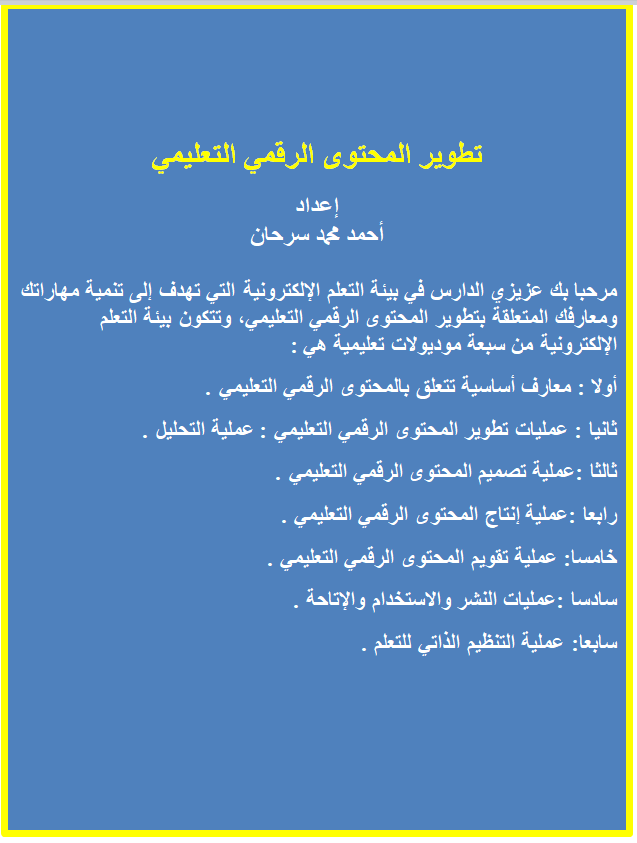 تطوير المحتوى الرقمي التعليمي
إعداد
أحمد محمد سرحان
مرحبا بك عزيزي الدارس في بيئة التعلم الإلكترونية التي تهدف إلى تنمية مهاراتك
ومعارفك المتعلقة بتطوير المحتوى الرقمي التعليمي، وتتكون بيئة التعلم
الإلكترونية من سبعة موديولات تعليمية هي :
أولا : معارف أساسية تتعلق بالمحتوى الرقمي التعليمي .
ثانيا : عمليات تطوير المحتوى الرقمي التعليمي : عملية التحليل .
ثالثا :عملية تصميم المحتوى الرقمي التعليمي .
رابعا :عملية إنتاج المحتوى الرقمي التعليمي .
خامسا: عملية تقويم المحتوى الرقمي التعليمي .
سادسا :عمليات النشر والاستخدام والإتاحة .
سابعا: عملية التنظيم الذاتي للتعلم .